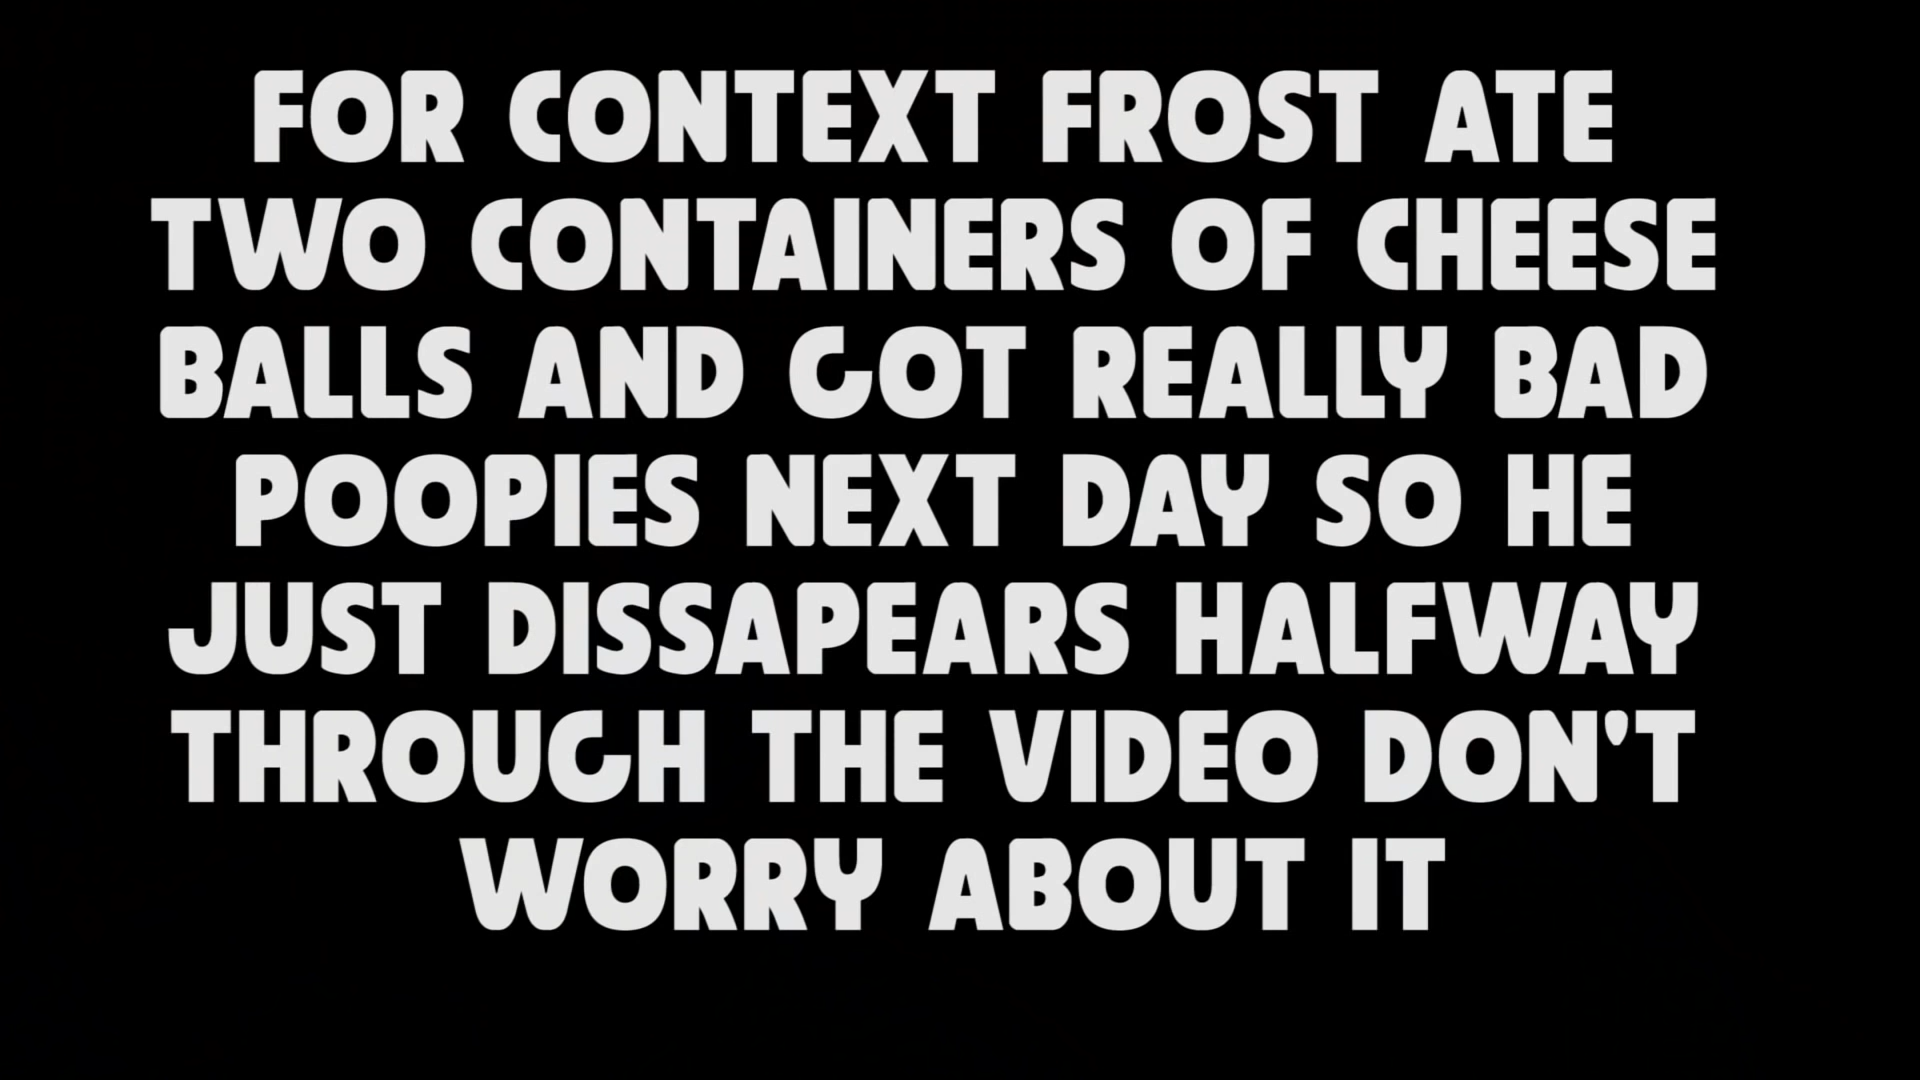 FOR CONTEXT FROST ATE
TWO CONTAINERS OF CHEESE
BALLS AND GOT REALLY BAD
POOPIES NEXT DAY SO HE
JUST DISSAPEARS HALFWAY
THROUGH THE VIDEO DON'T
WORRY ABOUT IT